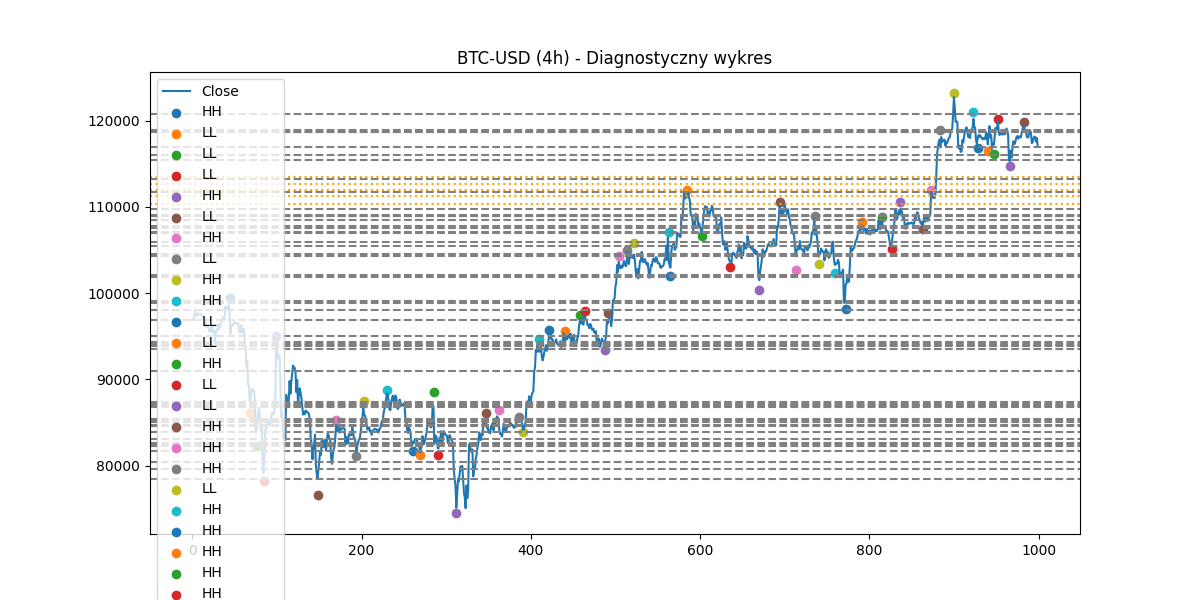 BTC-USD (4h) - Diagnostyczny wykres
Close
HH
LL
LL
LL
HH
LL
HH
LL
HH
HH
LL
LL
HH
LL
LL
HH
HH
HH
LL
HH
HH
HH
HH
HH
120000
110000
100000
90000
80000
0
200
400
600
800
1000